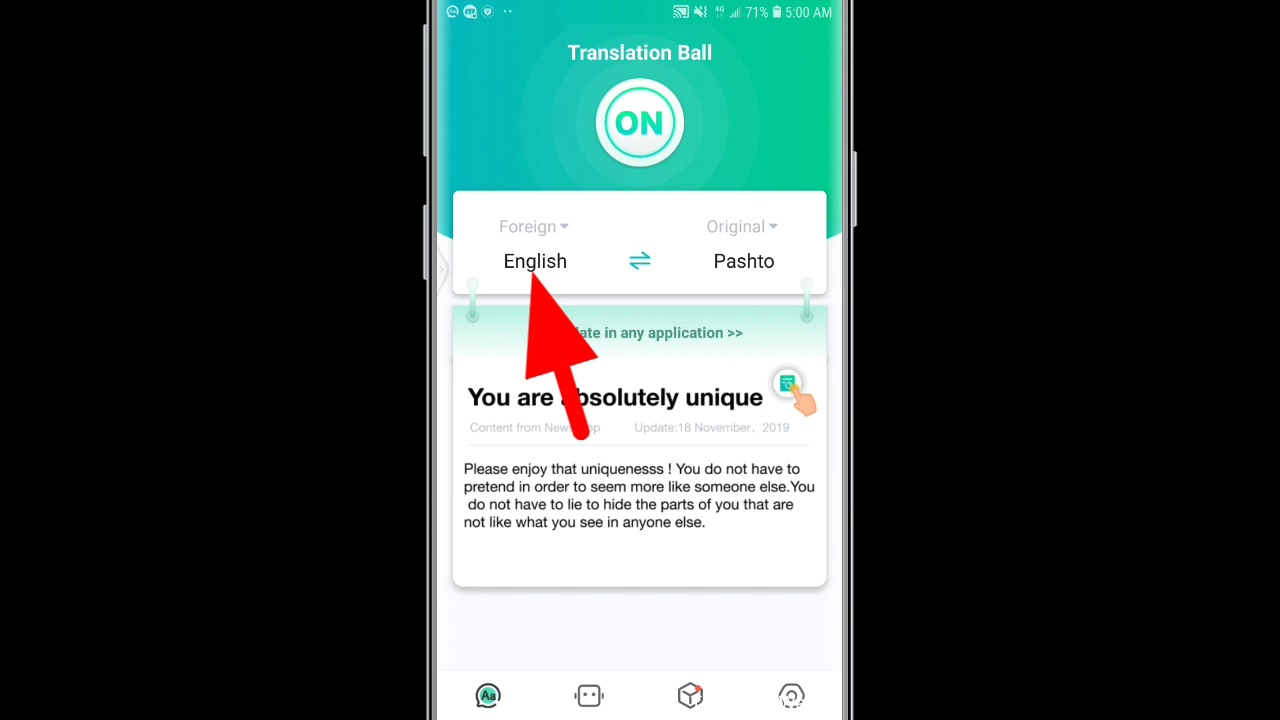 4G 71% 5:00 AM
Translation Ball
ON
Foreign Original
English Pashto
in any application >>
You are absolutely unique
Content from News App Update:18 November，2019
Please enjoy that uniquenesss ! You do not have to
pretend in order to seem more like someone else.You
do not have to lie to hide the parts of you that are
not like what you see in anyone else.
Aa